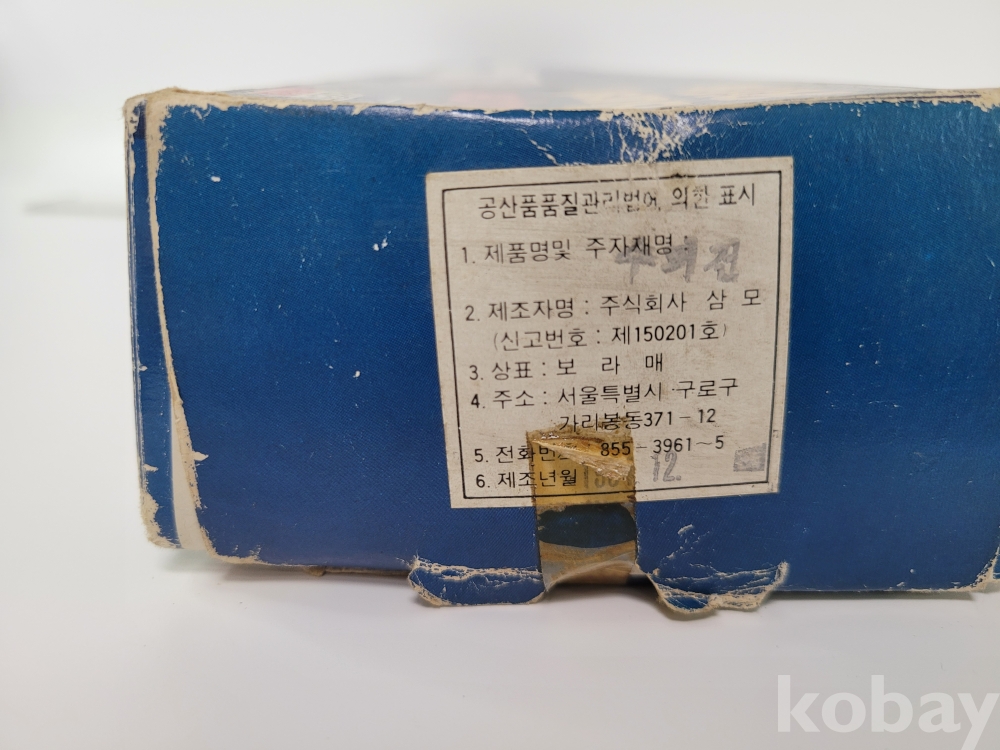 공산품품질관리법에 의한 표시
1. 제품명및 주자재명 :
2. 제조자명 : 주식회사 삼 모
(신고번호 : 제150201호)
3. 상표 : 보 라 매
4. 주소 : 서울특별시 구로구
가리봉동371-12
5. 전화번호 855-3961~5
6. 제조년월 12.
kobay